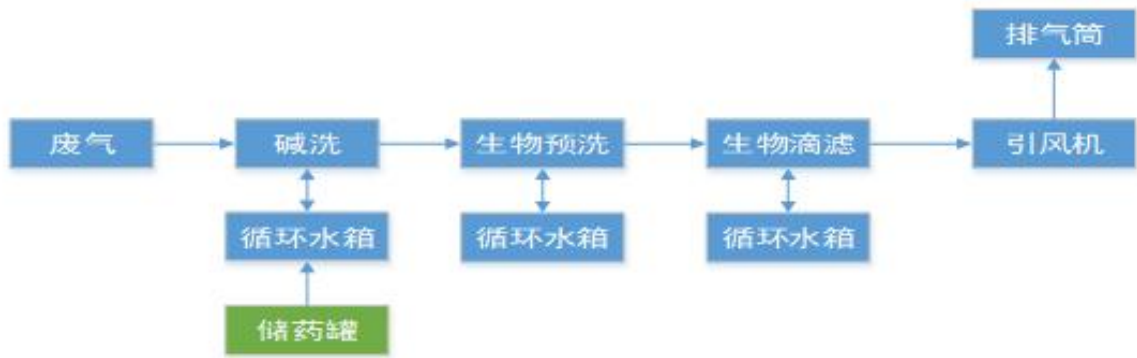 排气筒
废气
碱洗
生物预洗
生物滴滤
引风机
循环水箱
循环水箱
循环水箱
储药罐